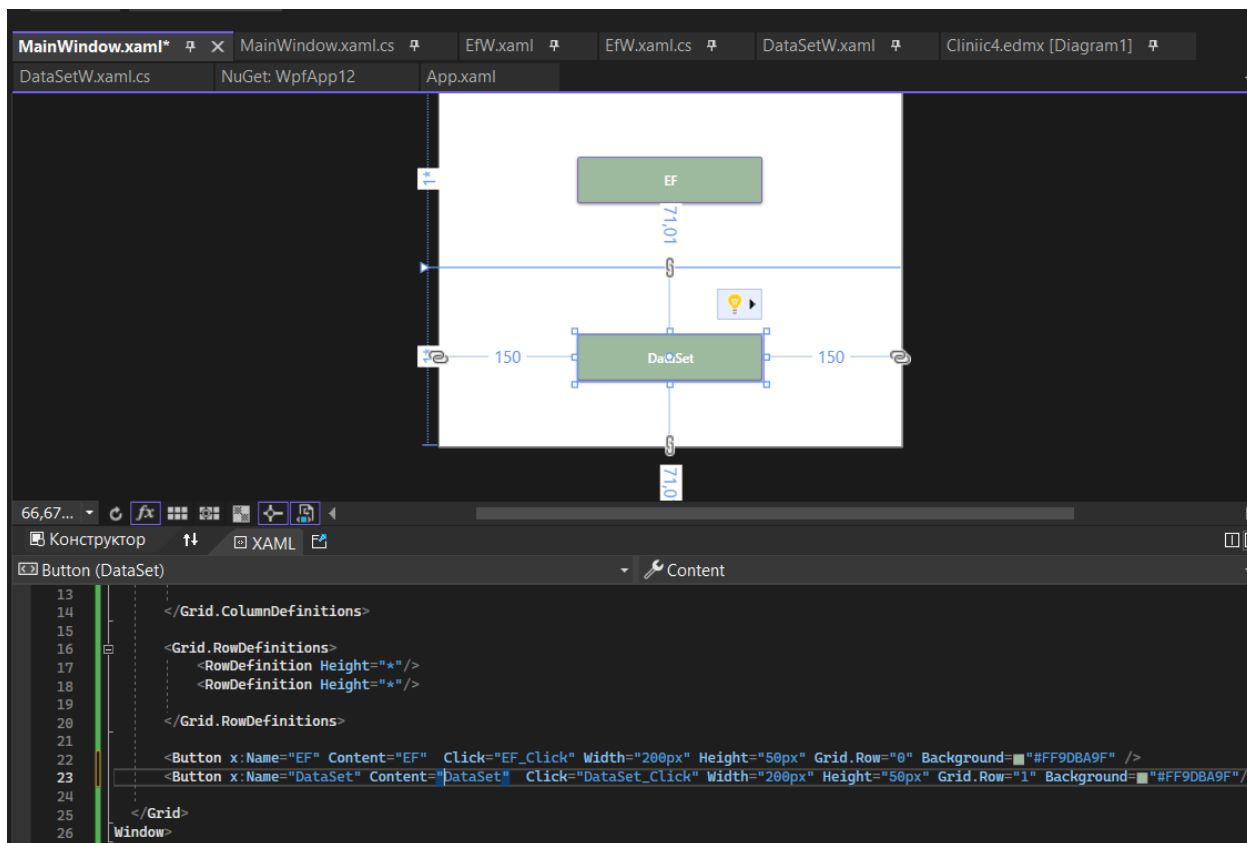 MainWindow.xaml* MainWindow.xaml.cs EfW.xaml EfW.xaml.cs DataSetW.xaml Cliniic4.edmx [Diagram1]
DataSetW.xaml.cs NuGet: WpfApp12 App.xaml
1*
EF
71,01
1*
150
DataSet
150
71,0
66,67...
fx
Конструктор
XAML
Button (DataSet)
Content
13
14 </Grid.ColumnDefinitions>
15
16 <Grid.RowDefinitions>
17 <RowDefinition Height="*"/>
18 <RowDefinition Height="*"/>
19
20 </Grid.RowDefinitions>
21
22 <Button x:Name="EF" Content="EF"  Click="EF_Click" Width="200px" Height="50px" Grid.Row="0" Background="#FF9DBA9F" />
23 <Button x:Name="DataSet" Content="DataSet"  Click="DataSet_Click" Width="200px" Height="50px" Grid.Row="1" Background="#FF9DBA9F"/
24
25 </Grid>
26 Window>